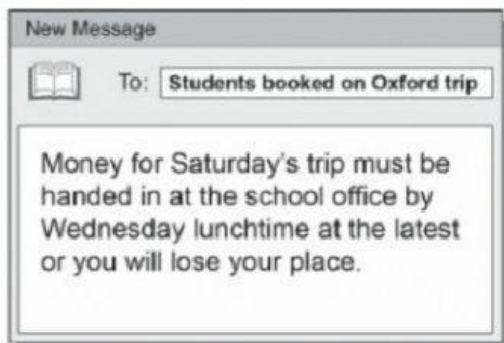 New Message
To: Students booked on Oxford trip
Money for Saturday's trip must be
handed in at the school office by
Wednesday lunchtime at the latest
or you will lose your place.